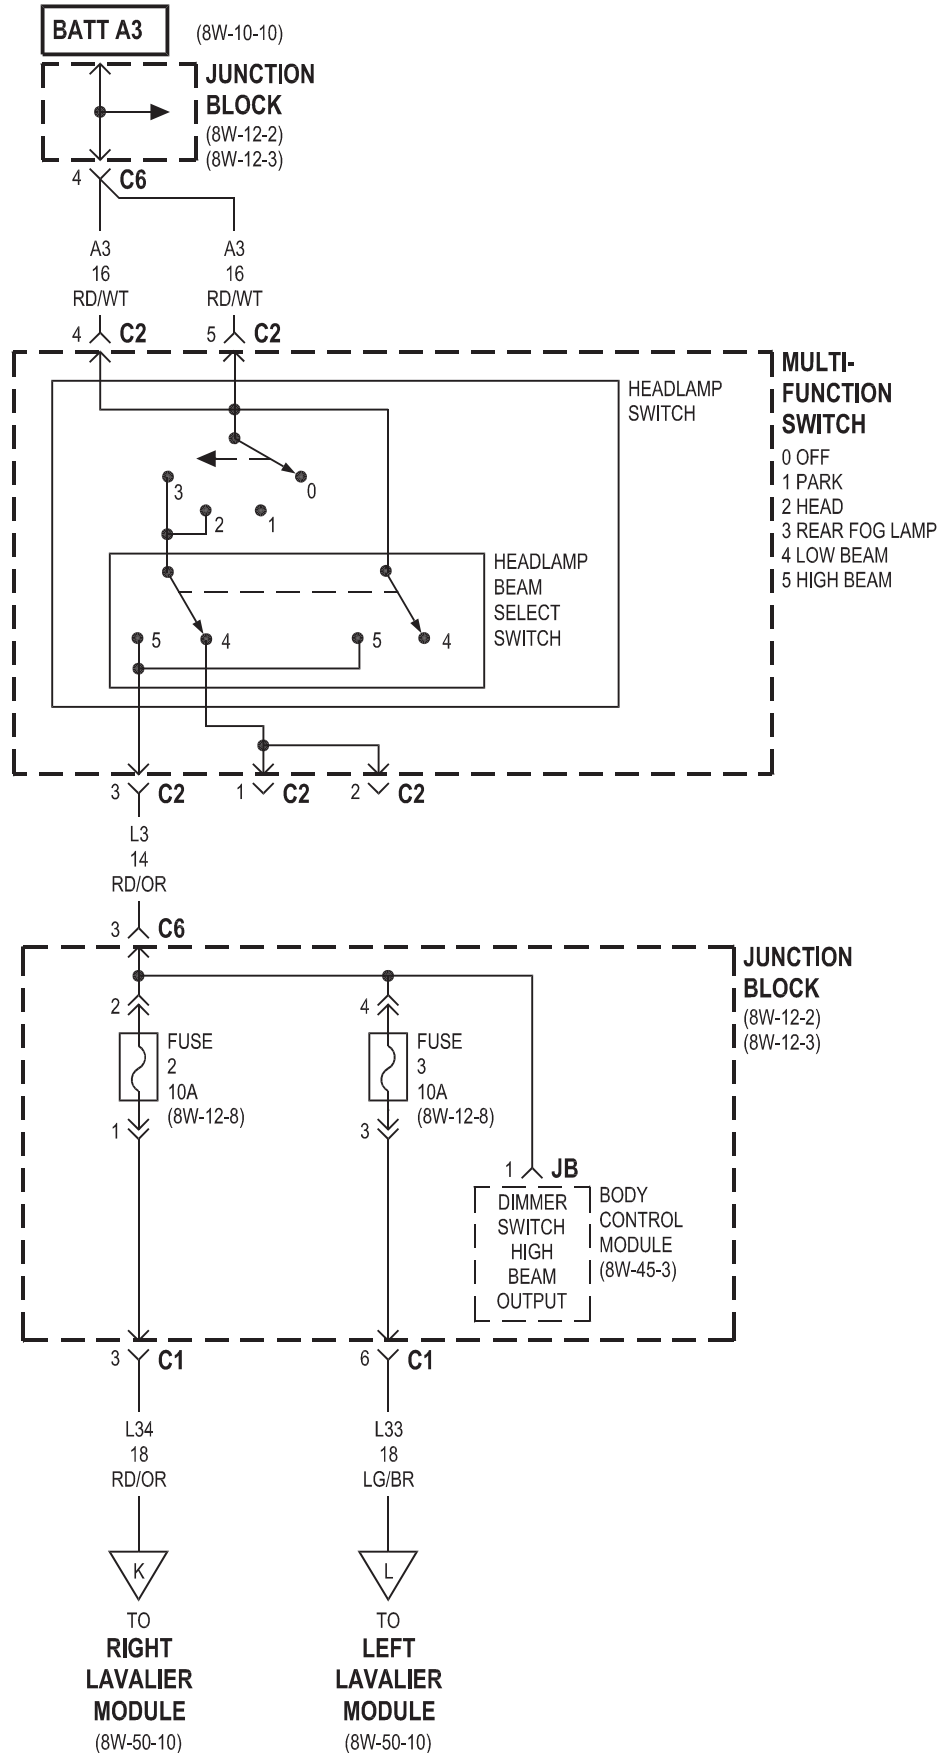 BATT A3
(8W-10-10)
JUNCTION
BLOCK
(8W-12-2)
(8W-12-3)
4 C6
A3
16
RD/WT
A3
16
RD/WT
4 C2
5 C2
MULTI-
FUNCTION
SWITCH
0 OFF
1 PARK
2 HEAD
3 REAR FOG LAMP
4 LOW BEAM
5 HIGH BEAM
HEADLAMP
SWITCH
3
0
2
1
HEADLAMP
BEAM
SELECT
SWITCH
5
4
5
4
3 C2
1 C2
2 C2
L3
14
RD/OR
3 C6
JUNCTION
BLOCK
(8W-12-2)
(8W-12-3)
2
4
FUSE
2
10A
(8W-12-8)
FUSE
3
10A
(8W-12-8)
1
3
1 JB
DIMMER
SWITCH
HIGH
BEAM
OUTPUT
BODY
CONTROL
MODULE
(8W-45-3)
3 C1
6 C1
L34
18
RD/OR
L33
18
LG/BR
K
L
TO
RIGHT
LAVALIER
MODULE
(8W-50-10)
TO
LEFT
LAVALIER
MODULE
(8W-50-10)